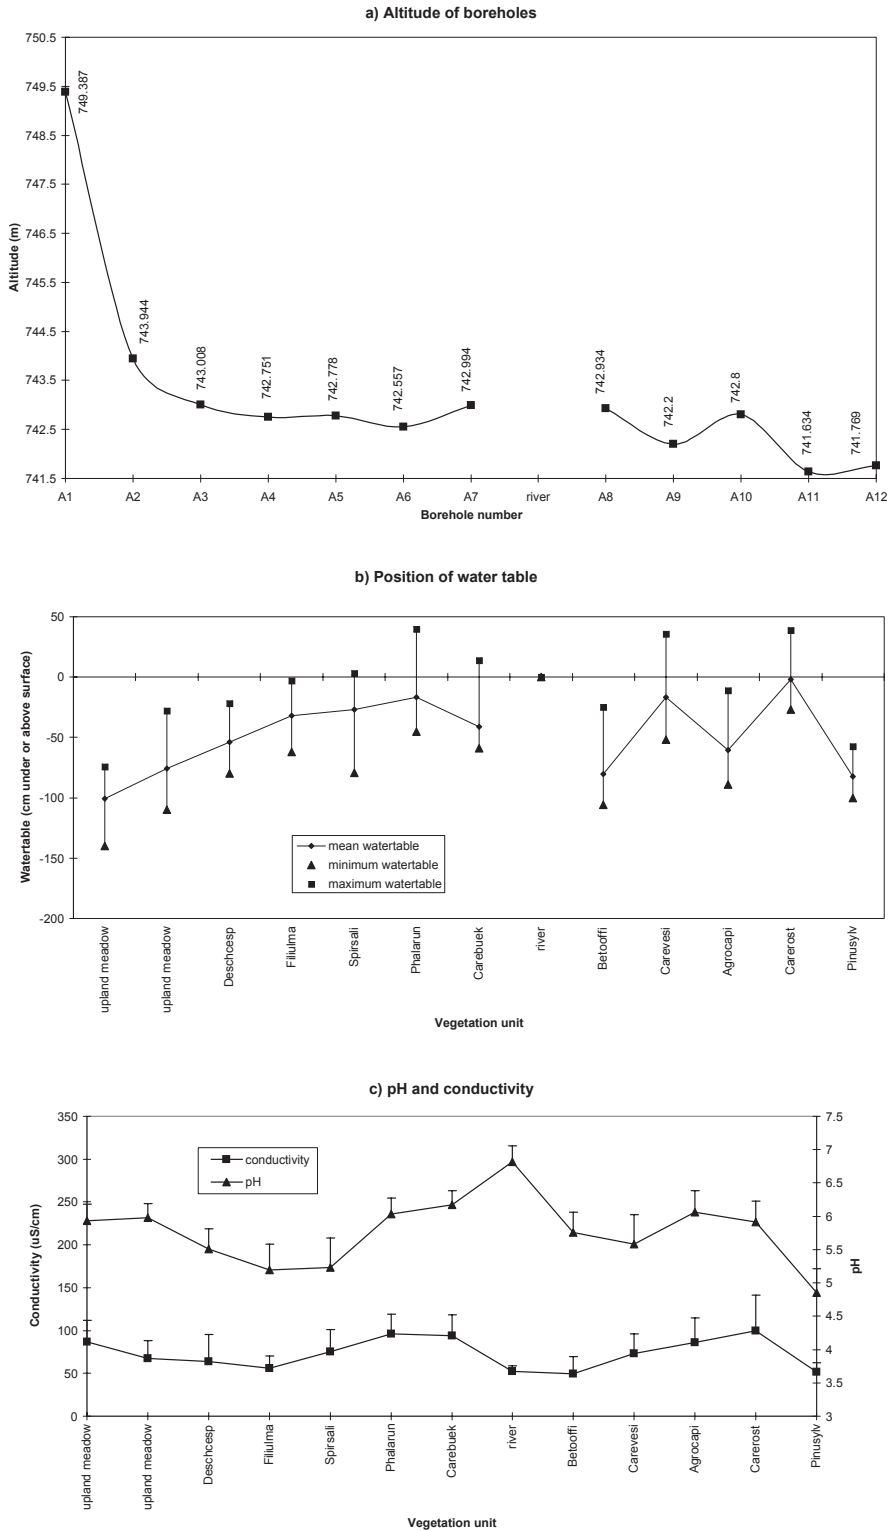 a) Altitude of boreholes
750.5
749.5
748.5
747.5
746.5
745.5
744.5
743.5
742.5
741.5
Altitude (m)
749.387
743.944
743.008
742.751
742.778
742.557
742.994
742.934
742.2
742.8
741.634
741.769
A1 A2 A3 A4 A5 A6 A7 river A8 A9 A10 A11 A12
Borehole number
b) Position of water table
50
0
-50
-100
-150
-200
Watertable (cm under or above surface)
mean watertable
minimum watertable
maximum watertable
upland meadow
upland meadow
Deschcesp
Filiulma
Spirsali
Phalarun
Carebuek
river
Betooffi
Carevesi
Agrocapi
Carerost
Pinusylv
Vegetation unit
c) pH and conductivity
350
300
250
200
150
100
50
0
Conductivity (uS/cm)
conductivity
pH
7.5
7
6.5
6
5.5
5
4.5
4
3.5
3
pH
upland meadow
upland meadow
Deschcesp
Filiulma
Spirsali
Phalarun
Carebuek
river
Betooffi
Carevesi
Agrocapi
Carerost
Pinusylv
Vegetation unit